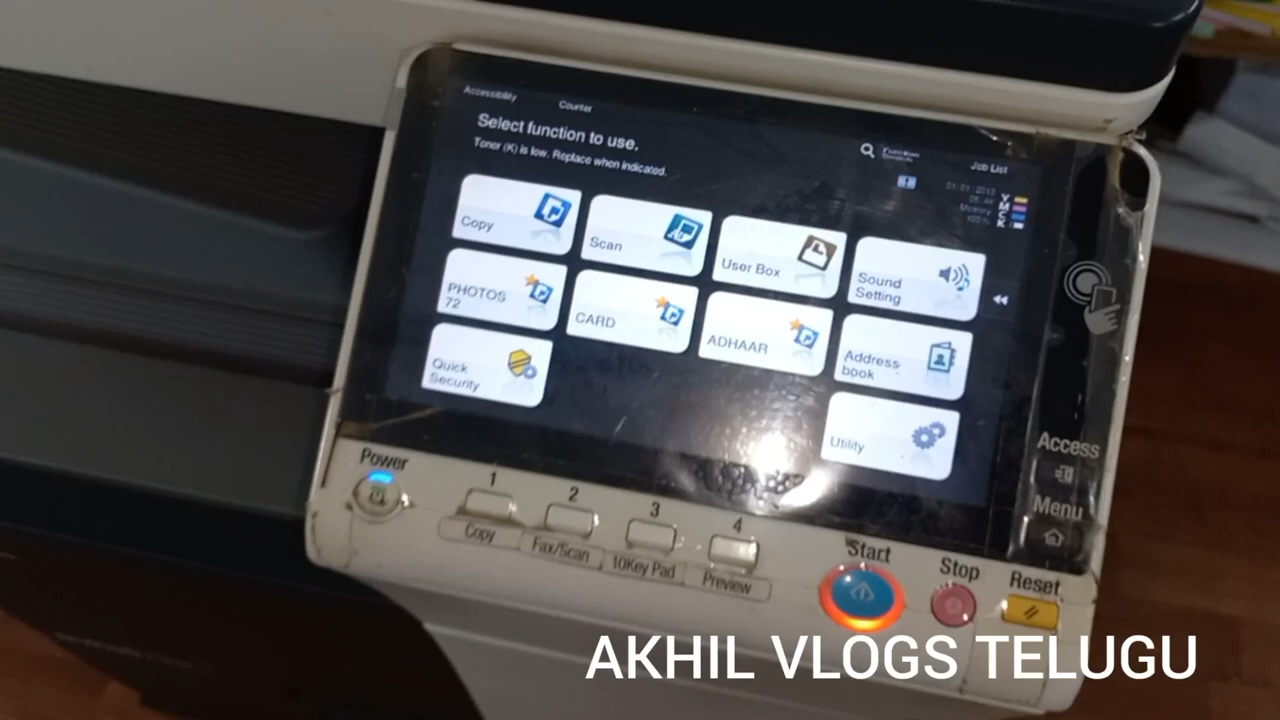 Accessibility
Counter
Select function to use.
Toner (K) is low. Replace when indicated.
Job List
Y
M
C
K
Copy
Scan
User Box
Sound
Setting
PHOTOS
72
CARD
ADHAAR
Address
book
Quick
Security
Utility
Access
Menu
Power
1
2
3
4
Copy
Fax/Scan
10Key Pad
Preview
Start
Stop
Reset
AKHIL VLOGS TELUGU